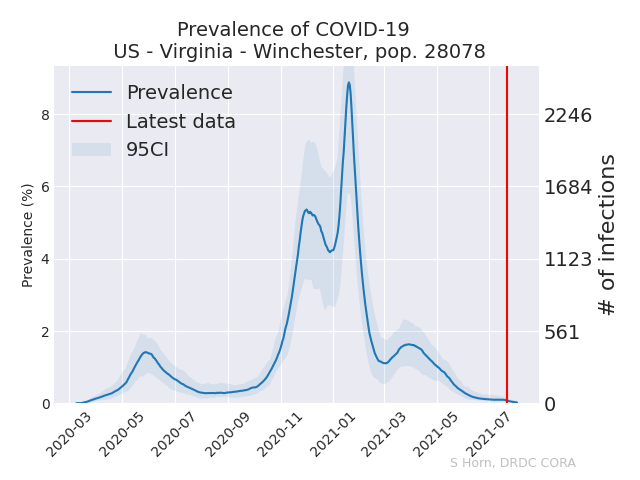 Prevalence of COVID-19
US - Virginia - Winchester, pop. 28078
Prevalence
Latest data
95CI
Prevalence (%)
8
6
4
2
0
2246
1684
1123
561
0
# of infections
2020-03
2020-05
2020-07
2020-09
2020-11
2021-01
2021-03
2021-05
2021-07
S Horn, DRDC CORA